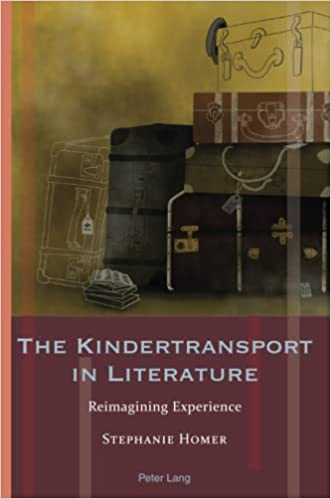 THE KINDERTRANSPORT
IN LITERATURE
Reimagining Experience
STEPHANIE HOMER
Peter Lang